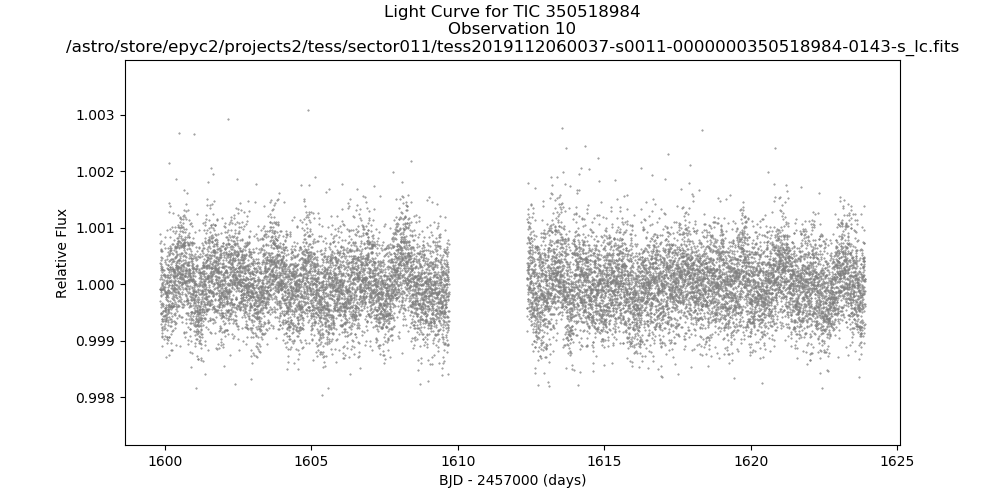 Light Curve for TIC 350518984
Observation 10
/astro/store/epyc2/projects2/tess/sector011/tess2019112060037-s0011-0000000350518984-0143-s_lc.fits
1.003
1.002
1.001
1.000
0.999
0.998
Relative Flux
1600
1605
1610
1615
1620
1625
BJD - 2457000 (days)